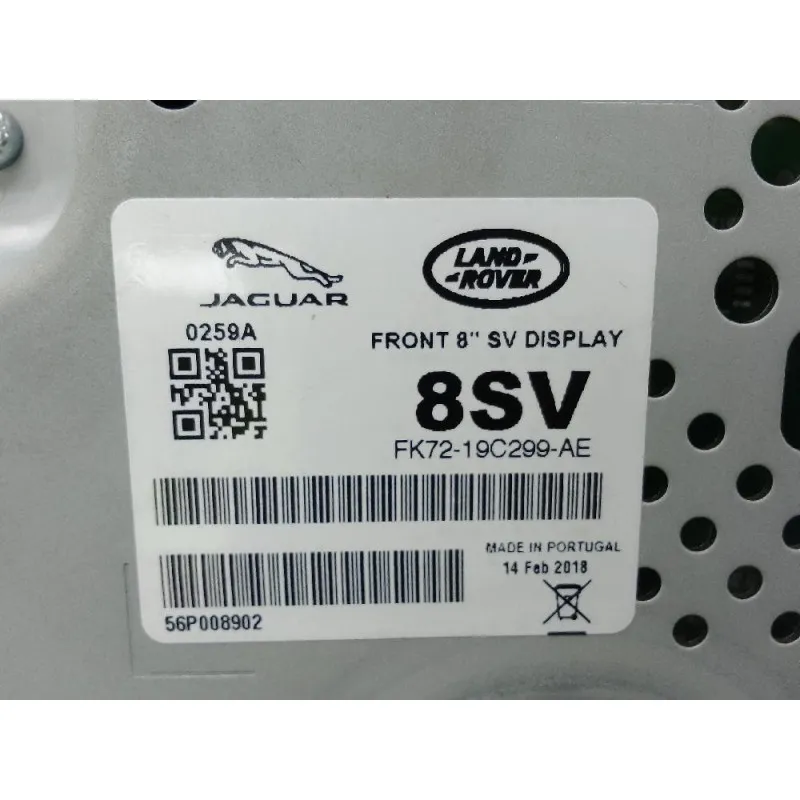 JAGUAR
LAND
ROVER
0259A
FRONT 8" SV DISPLAY
8SV
FK72-19C299-AE
MADE IN PORTUGAL
14 Feb 2018
56P008902